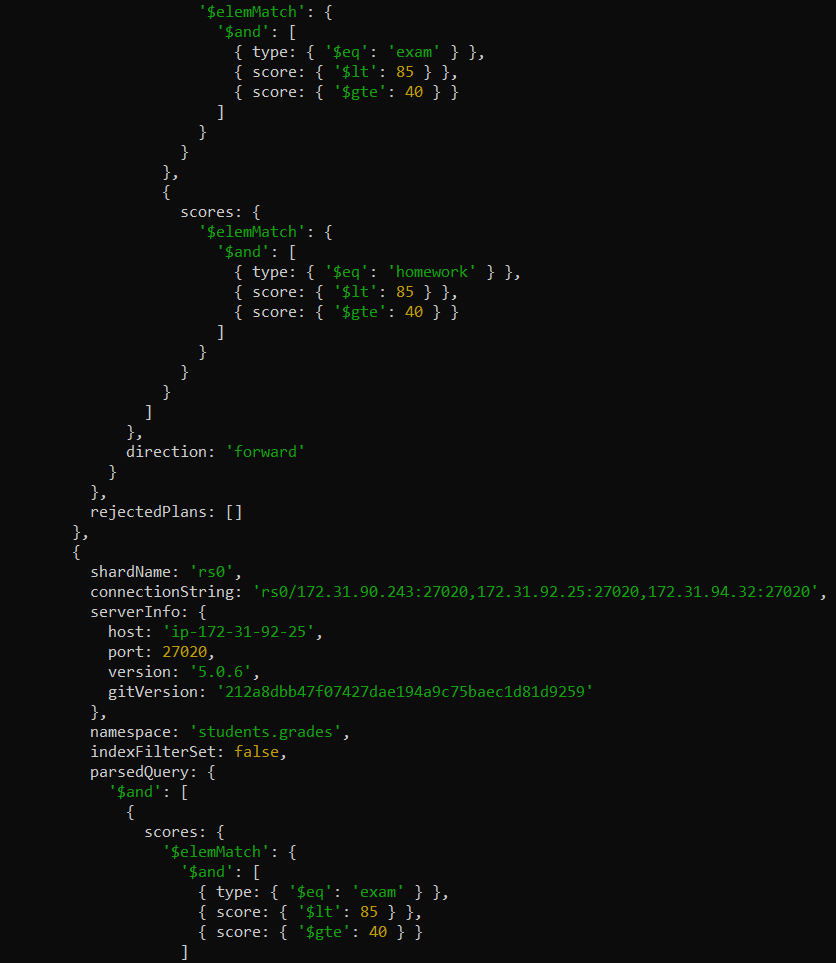 '$elemMatch': {
'$and': [
{ type: { '$eq': 'exam' } },
{ score: { '$lt': 85 } },
{ score: { '$gte': 40 } }
]
}
}
},
{
scores: {
'$elemMatch': {
'$and': [
{ type: { '$eq': 'homework' } },
{ score: { '$lt': 85 } },
{ score: { '$gte': 40 } }
]
}
}
}
]
},
direction: 'forward'
}
},
rejectedPlans: []
},
{
shardName: 'rs0',
connectionString: 'rs0/172.31.90.243:27020,172.31.92.25:27020,172.31.94.32:27020',
serverInfo: {
host: 'ip-172-31-92-25',
port: 27020,
version: '5.0.6',
gitVersion: '212a8dbb47f07427dae194a9c75baec1d81d9259'
},
namespace: 'students.grades',
indexFilterSet: false,
parsedQuery: {
'$and': [
{
scores: {
'$elemMatch': {
'$and': [
{ type: { '$eq': 'exam' } },
{ score: { '$lt': 85 } },
{ score: { '$gte': 40 } }
]